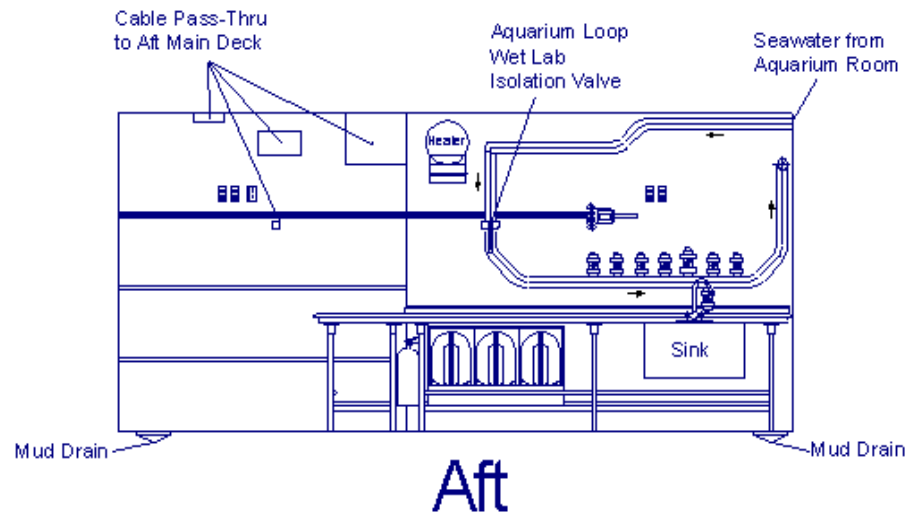 Cable Pass-Thru
to Aft Main Deck
Aquarium Loop
Wet Lab
Isolation Valve
Seawater from
Aquarium Room
Heater
Sink
Mud Drain
Mud Drain
Aft